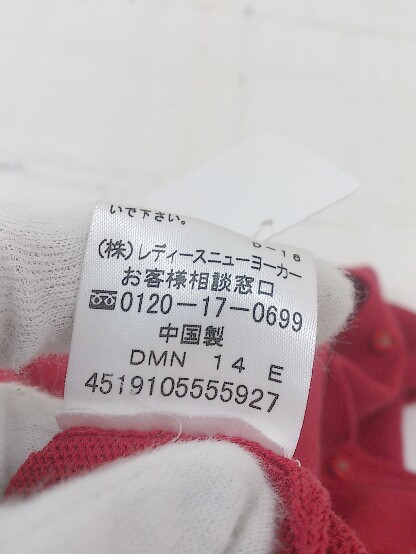 いで下さい。
(株)レディースニューヨーカー
お客様相談窓口
0120-17-0699
中国製
DMN 14 E
4519105555927